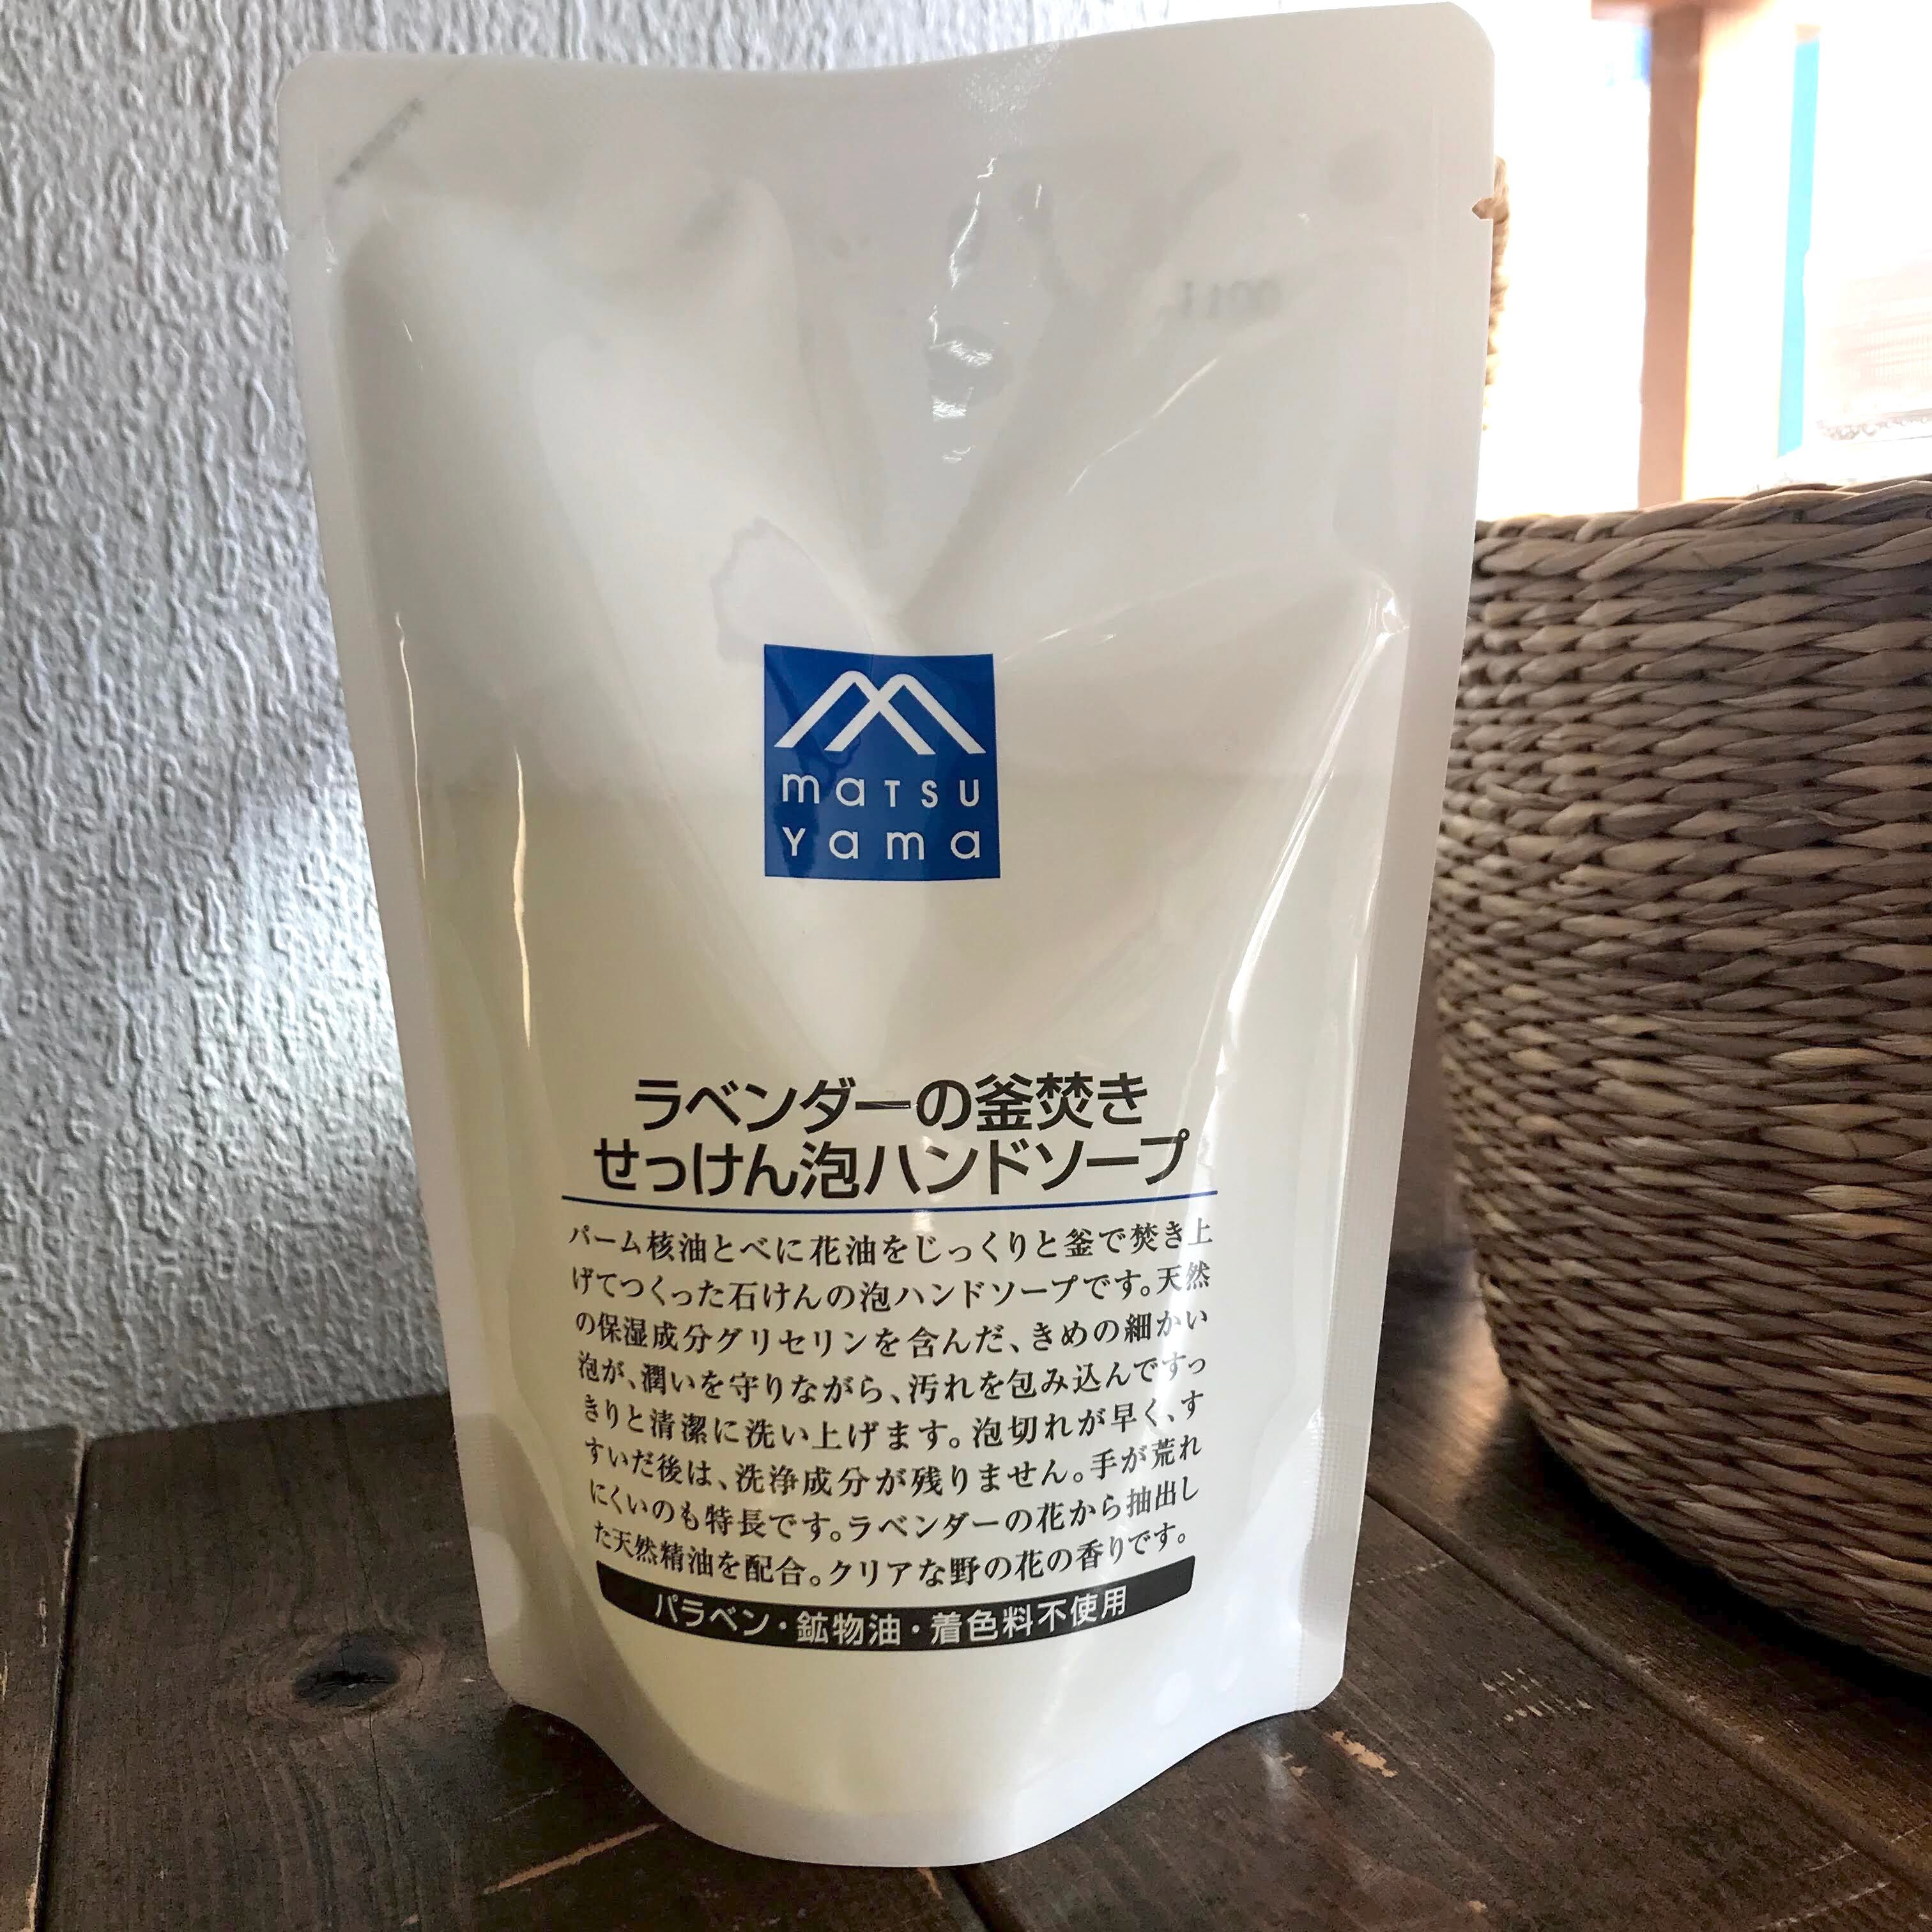 matsu
yama
ラベンダーの釜焚き
せっけん泡ハンドソープ
パーム核油とべに花油をじっくりと釜で焚き上
げてつくった石けんの泡ハンドソープです。天然
の保湿成分グリセリンを含んだ、きめの細かい
泡が、潤いを守りながら、汚れを包み込んですっ
きりと清潔に洗い上げます。泡切れが早く、す
すいだ後は、洗浄成分が残りません。手が荒れ
にくいのも特長です。ラベンダーの花から抽出し
た天然精油を配合。クリアな野の花の香りです。
パラベン・鉱物油・着色料不使用